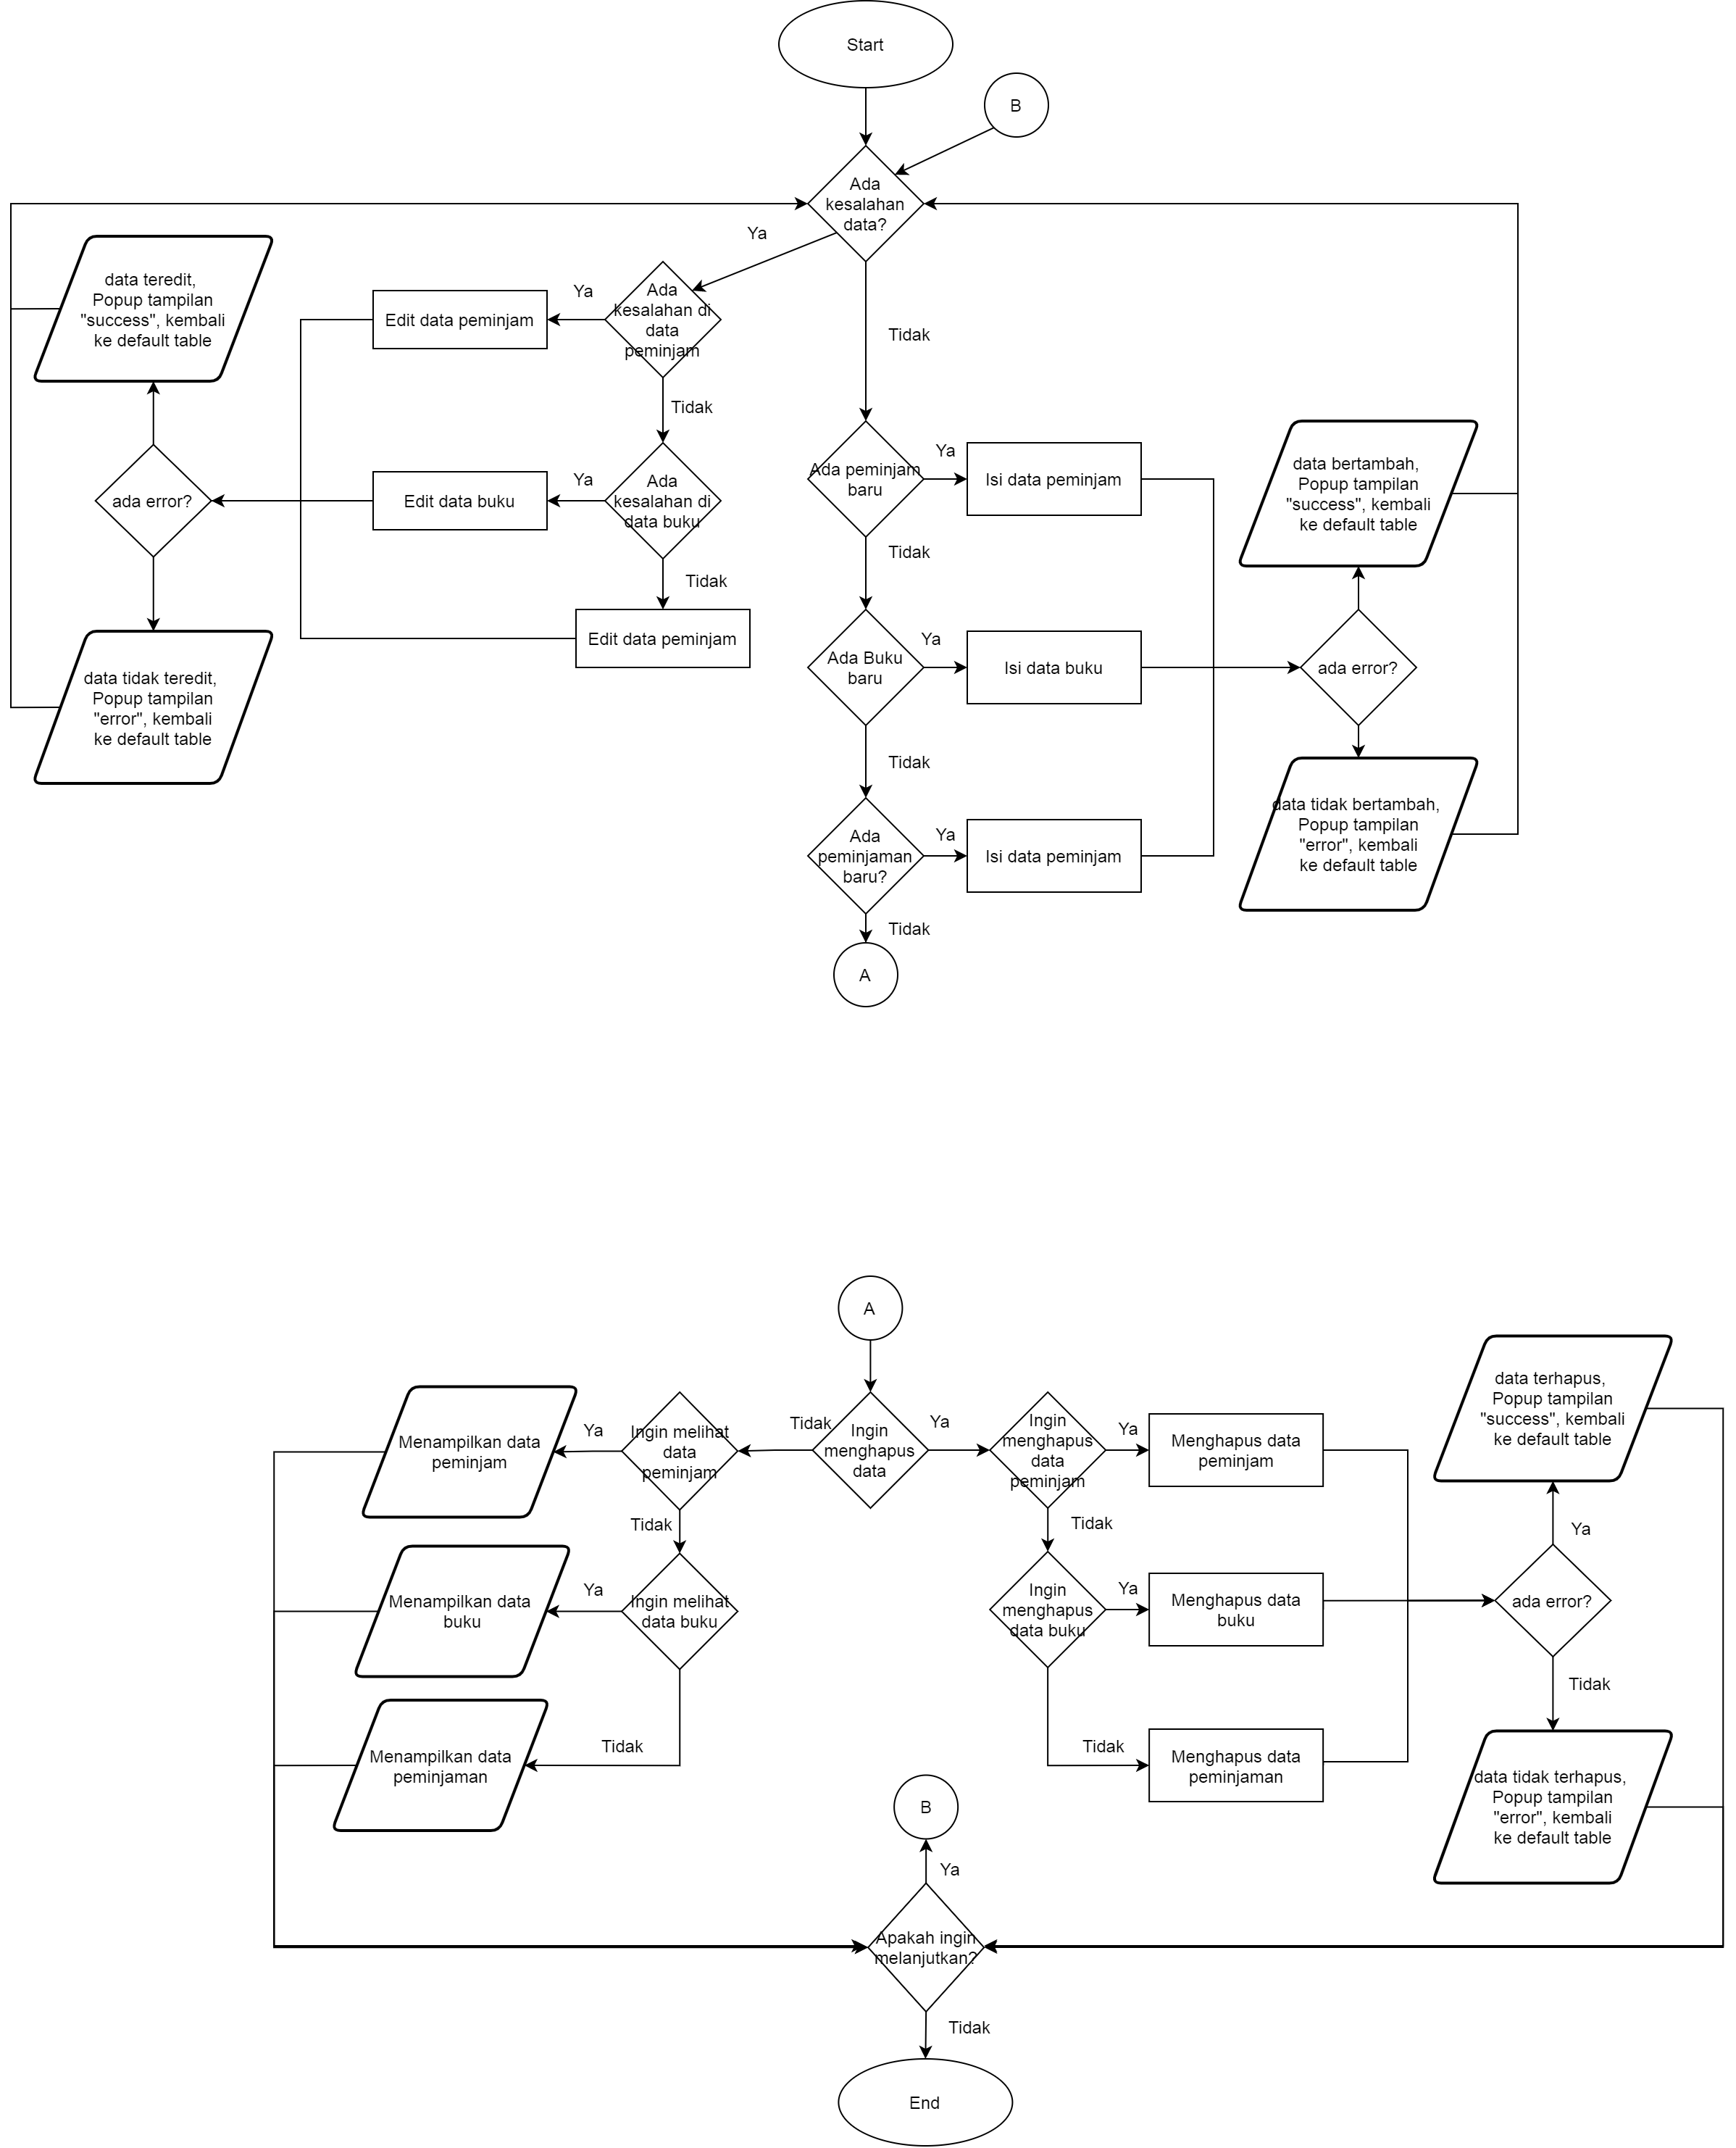 Start
B
Ada
kesalahan
data?
Ya
Tidak
Ada
kesalahan di
data
peminjam
Ya
Edit data peminjam
Tidak
Ada
kesalahan di
data buku
Ya
Edit data buku
Tidak
Edit data peminjam
ada error?
data teredit,
Popup tampilan
"success", kembali
ke default table
data tidak teredit,
Popup tampilan
"error", kembali
ke default table
Ada peminjam
baru
Ya
Isi data peminjam
Tidak
Ada Buku
baru
Ya
Isi data buku
Tidak
Ada
peminjaman
baru?
Ya
Isi data peminjam
Tidak
A
ada error?
data bertambah,
Popup tampilan
"success", kembali
ke default table
data tidak bertambah,
Popup tampilan
"error", kembali
ke default table
A
Ingin
menghapus
data
Tidak
Ya
Ingin melihat
data
peminjam
Ya
Menampilkan data
peminjam
Tidak
Ingin melihat
data buku
Ya
Menampilkan data
buku
Tidak
Menampilkan data
peminjaman
Ingin
menghapus
data
peminjam
Ya
Menghapus data
peminjam
Tidak
Ingin
menghapus
data buku
Ya
Menghapus data
buku
Tidak
Menghapus data
peminjaman
ada error?
Ya
data terhapus,
Popup tampilan
"success", kembali
ke default table
Tidak
data tidak terhapus,
Popup tampilan
"error", kembali
ke default table
B
Ya
Apakah ingin
melanjutkan?
Tidak
End